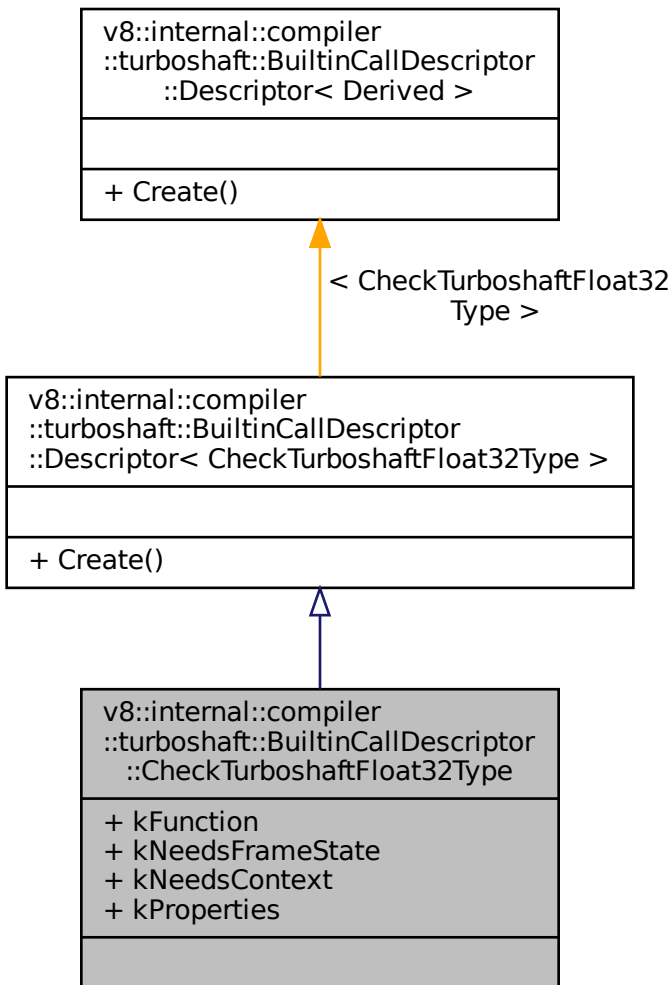 v8::internal::compiler
::turboshaft::BuiltinCallDescriptor
::Descriptor< Derived >
+ Create()
< CheckTurboshaftFloat32
Type >
v8::internal::compiler
::turboshaft::BuiltinCallDescriptor
::Descriptor< CheckTurboshaftFloat32Type >
+ Create()
v8::internal::compiler
::turboshaft::BuiltinCallDescriptor
::CheckTurboshaftFloat32Type
+ kFunction
+ kNeedsFrameState
+ kNeedsContext
+ kProperties